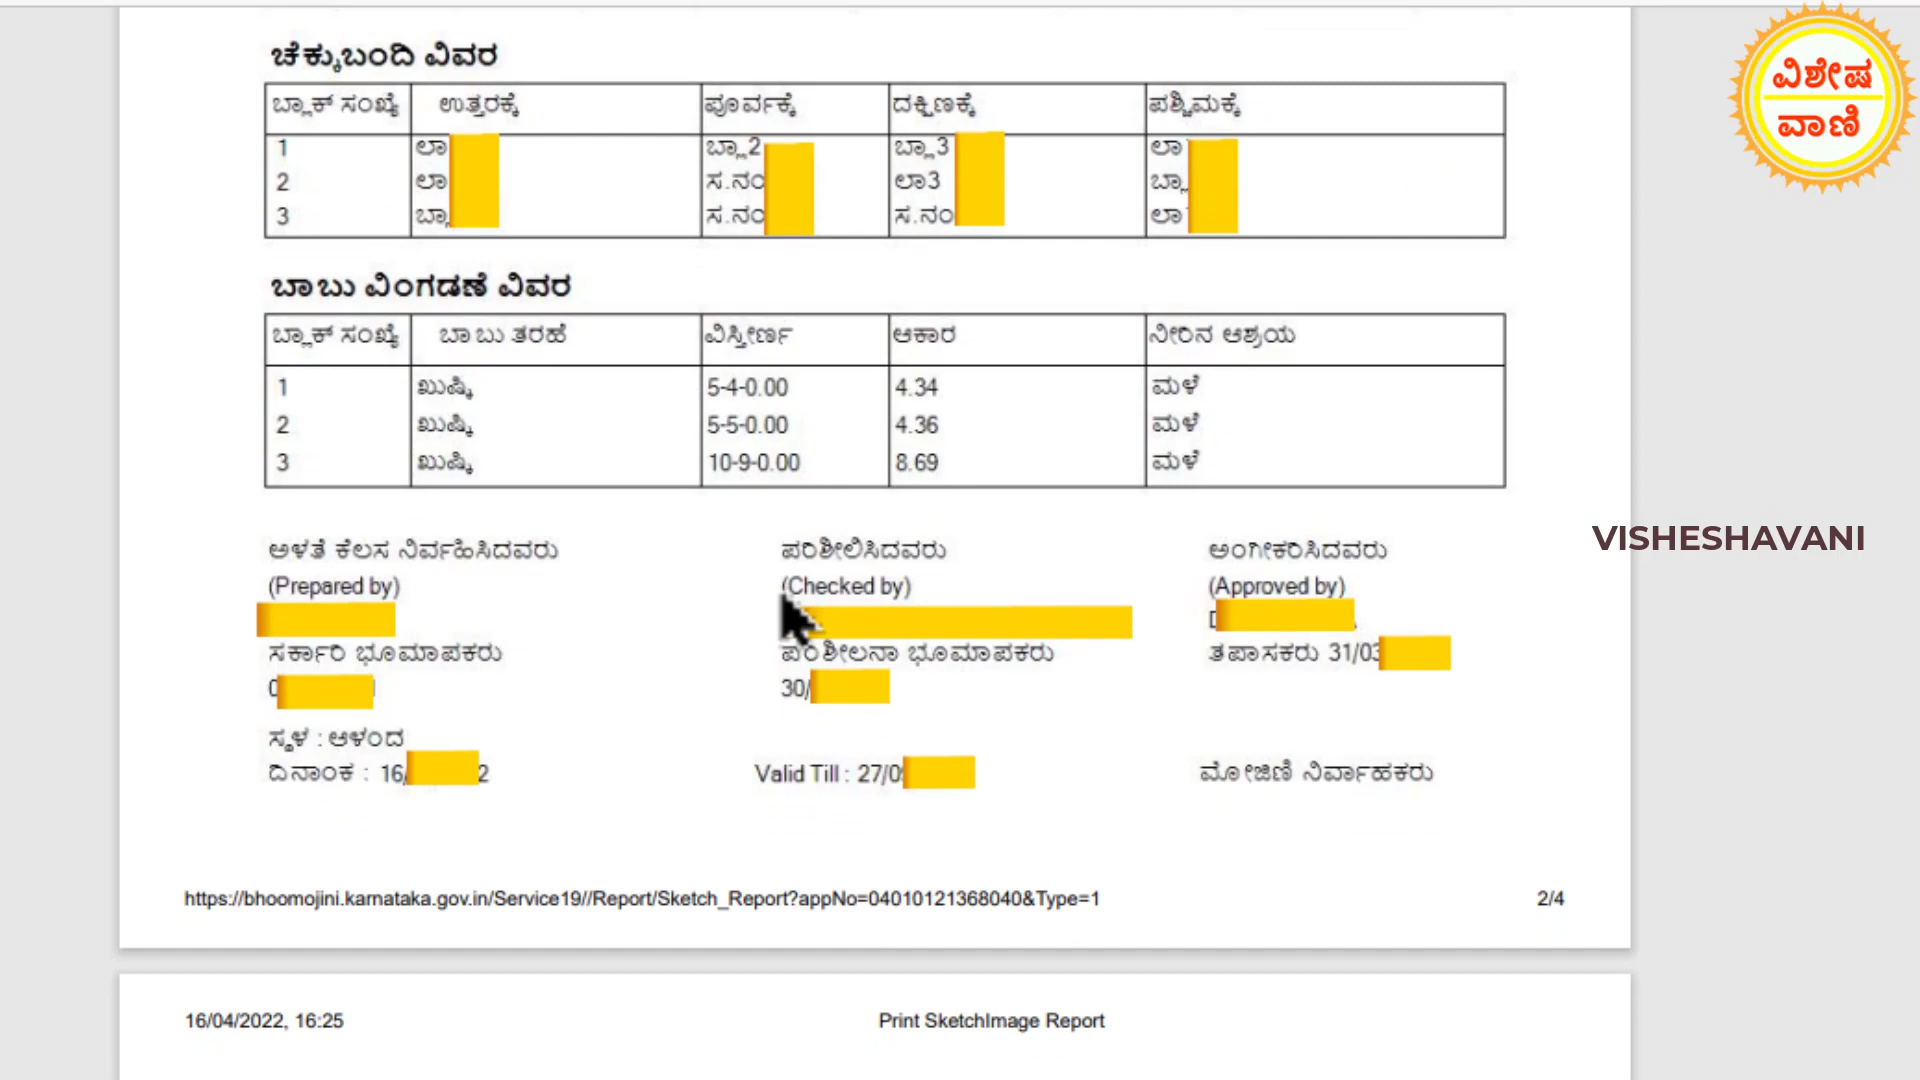 ಚೆಕ್ಕುಬಂದಿ ವಿವರ
ಬ್ಲಾಕ್ ಸಂಖ್ಯೆ ಉತ್ತರಕ್ಕೆ ಪೂರ್ವಕ್ಕೆ ದಕ್ಷಿಣಕ್ಕೆ ಪಶ್ಚಿಮಕ್ಕೆ
1 ಲಾ ಬ್ಲಾ2 ಬ್ಲಾ3 ಲಾ
2 ಲಾ ಸ.ನಂ ಲಾ3 ಬ್ಲಾ
3 ಬ್ಲಾ ಸ.ನಂ ಸ.ನಂ ಲಾ
ವಿಶೇಷ
ವಾಣಿ
ಬಾಬು ವಿಂಗಡಣೆ ವಿವರ
ಬ್ಲಾಕ್ ಸಂಖ್ಯೆ ಬಾಬು ತರಹೆ ವಿಸ್ತೀರ್ಣ ಆಕಾರ ನೀರಿನ ಆಶ್ರಯ
1 ಖುಷ್ಕಿ 5-4-0.00 4.34 ಮಳೆ
2 ಖುಷ್ಕಿ 5-5-0.00 4.36 ಮಳೆ
3 ಖುಷ್ಕಿ 10-9-0.00 8.69 ಮಳೆ
VISHESHAVANI
ಅಳತೆ ಕೆಲಸ ನಿರ್ವಹಿಸಿದವರು ಪರಿಶೀಲಿಸಿದವರು ಅಂಗೀಕರಿಸಿದವರು
(Prepared by) (Checked by) (Approved by)
ಸರ್ಕಾರಿ ಭೂಮಾಪಕರು ಪರಿಶೀಲನಾ ಭೂಮಾಪಕರು ತಪಾಸಕರು 31/03
30/
ಸ್ಥಳ : ಆಳಂದ
ದಿನಾಂಕ : 16/ 2 Valid Till : 27/0 ಮೋಜಿಣಿ ನಿರ್ವಾಹಕರು
https://bhoomojini.karnataka.gov.in/Service19//Report/Sketch_Report?appNo=04010121368040&Type=1 2/4
16/04/2022, 16:25 Print SketchImage Report